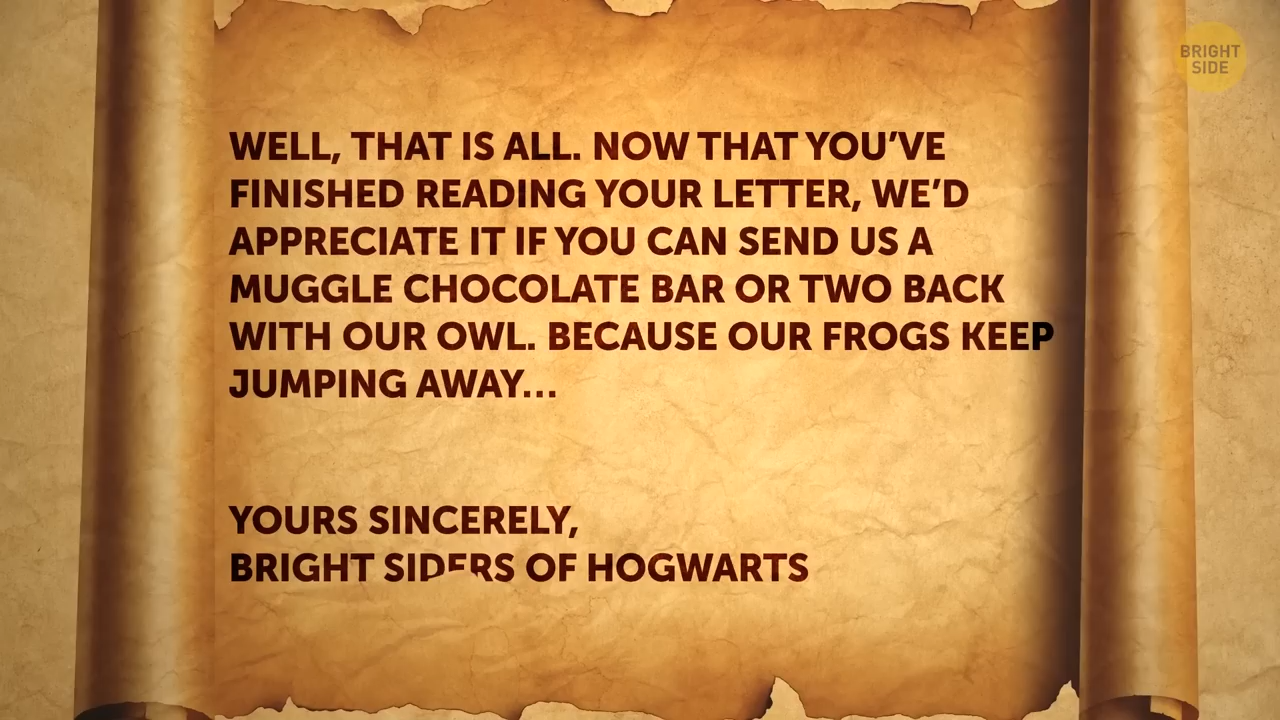 BRIGHT
SIDE
WELL, THAT IS ALL. NOW THAT YOU’VE
FINISHED READING YOUR LETTER, WE’D
APPRECIATE IT IF YOU CAN SEND US A
MUGGLE CHOCOLATE BAR OR TWO BACK
WITH OUR OWL. BECAUSE OUR FROGS KEEP
JUMPING AWAY...
YOURS SINCERELY,
BRIGHT SIDERS OF HOGWARTS